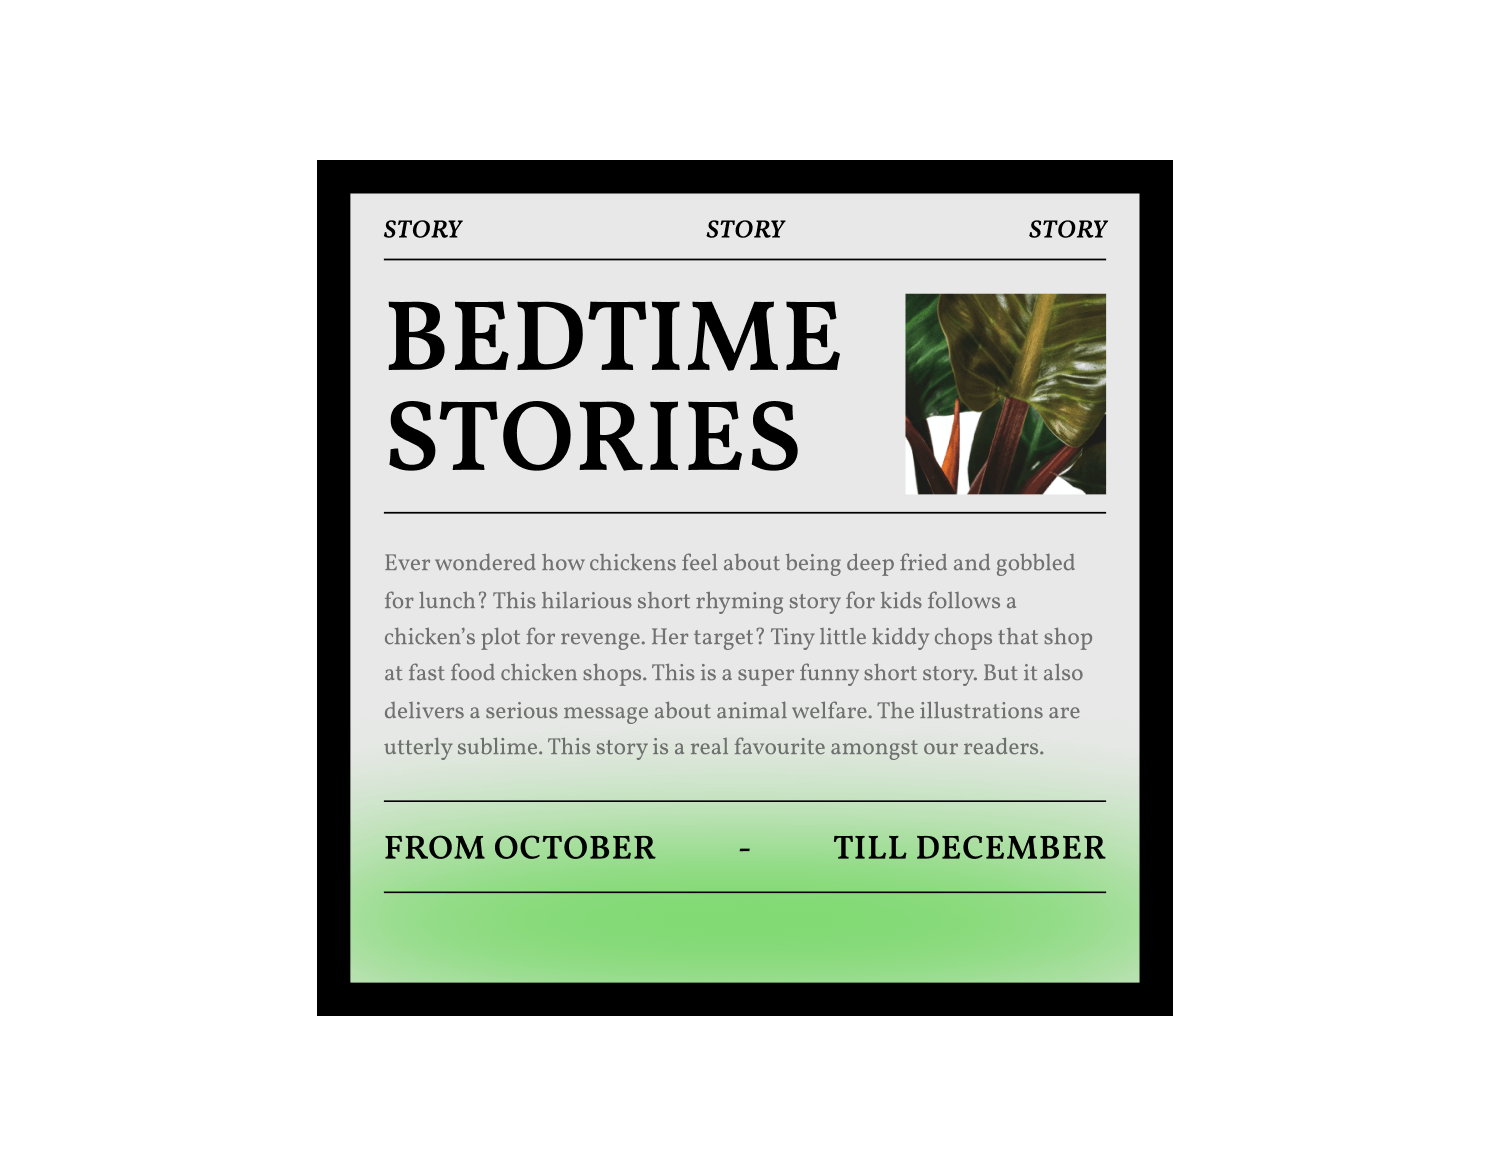 STORY STORY STORY
BEDTIME
STORIES
Ever wondered how chickens feel about being deep fried and gobbled
for lunch? This hilarious short rhyming story for kids follows a
chicken’s plot for revenge. Her target? Tiny little kiddy chops that shop
at fast food chicken shops. This is a super funny short story. But it also
delivers a serious message about animal welfare. The illustrations are
utterly sublime. This story is a real favourite amongst our readers.
FROM OCTOBER - TILL DECEMBER